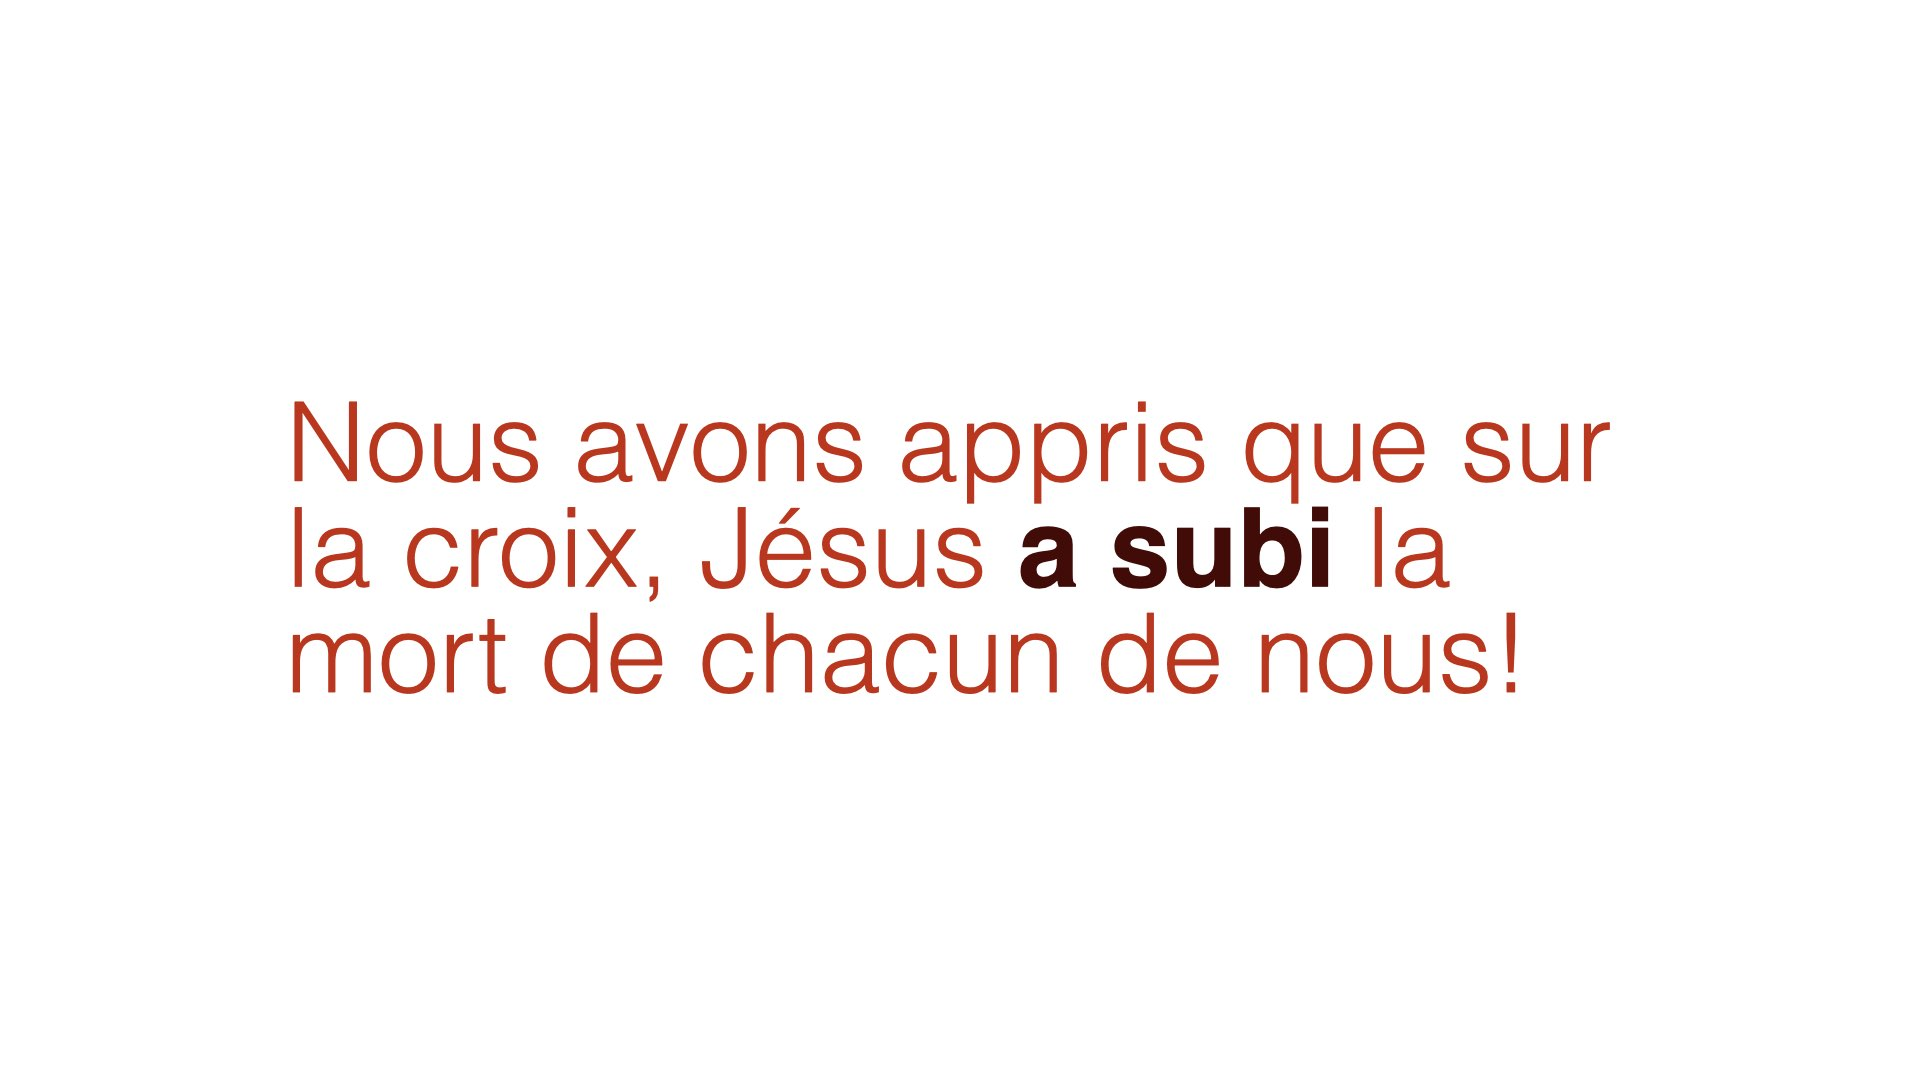 Nous avons appris que sur
la croix, Jésus a subi la
mort de chacun de nous!